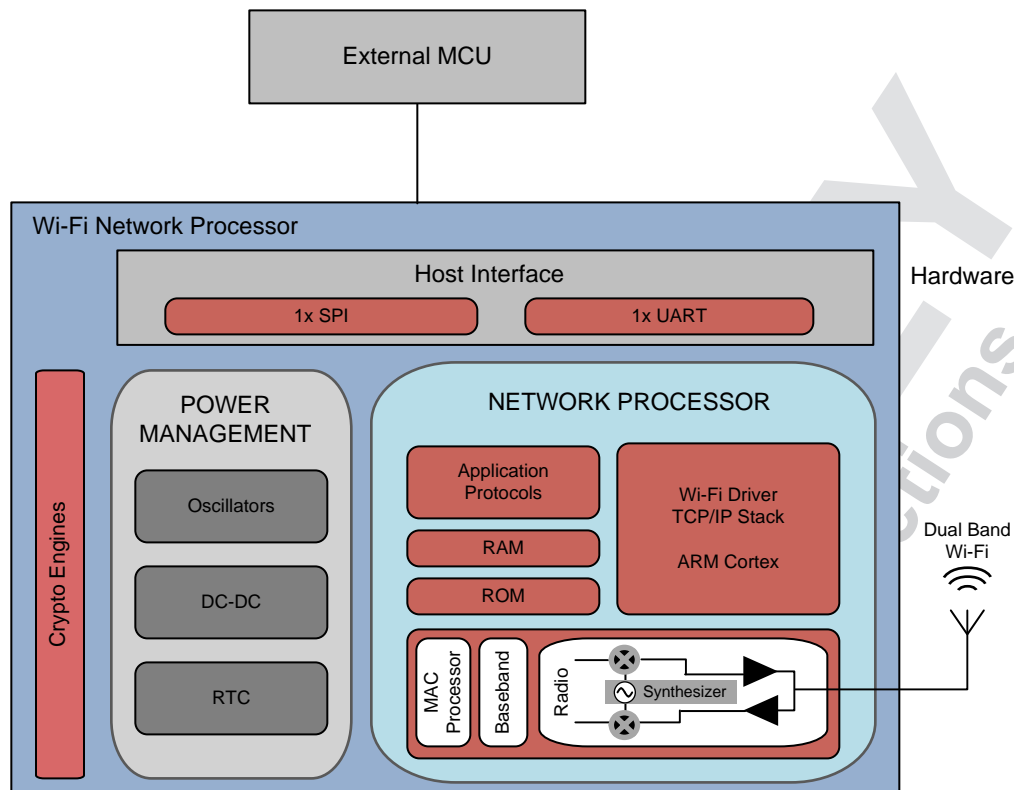 External MCU
Wi-Fi Network Processor
Host Interface
1x SPI
1x UART
Hardware
Crypto Engines
POWER
MANAGEMENT
Oscillators
DC-DC
RTC
NETWORK PROCESSOR
Application
Protocols
RAM
ROM
Wi-Fi Driver
TCP/IP Stack
ARM Cortex
MAC
Processor
Baseband
Radio
Synthesizer
Dual Band
Wi-Fi